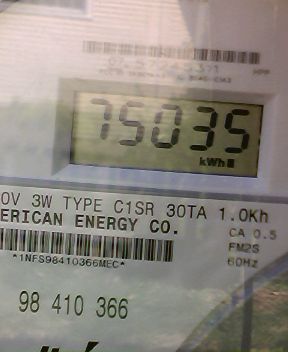 75035
kWh
OV 3W TYPE C1SR 30TA 1.0Kh
ERICAN ENERGY CO.
CA 0.5
FM2S
60Hz
*1NFS98410366MEC*
98 410 366